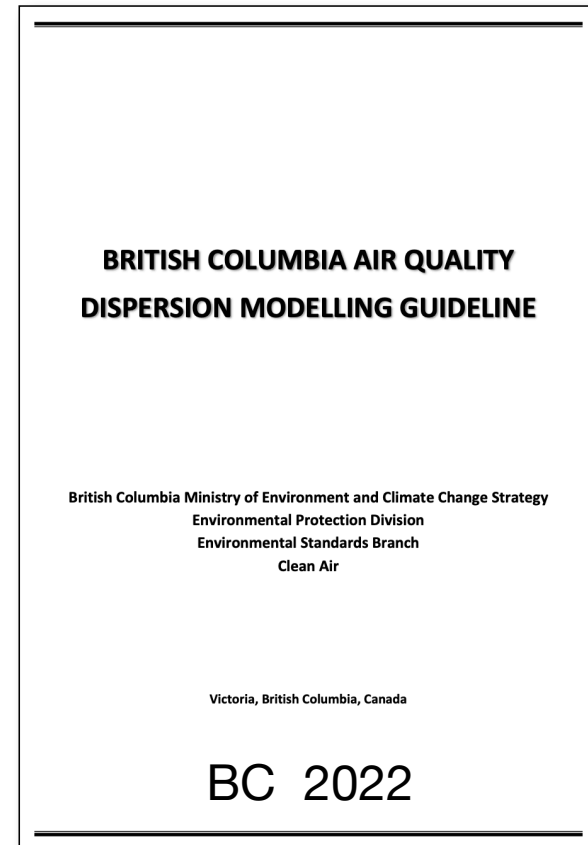 BRITISH COLUMBIA AIR QUALITY
DISPERSION MODELLING GUIDELINE
British Columbia Ministry of Environment and Climate Change Strategy
Environmental Protection Division
Environmental Standards Branch
Clean Air
Victoria, British Columbia, Canada
BC 2022